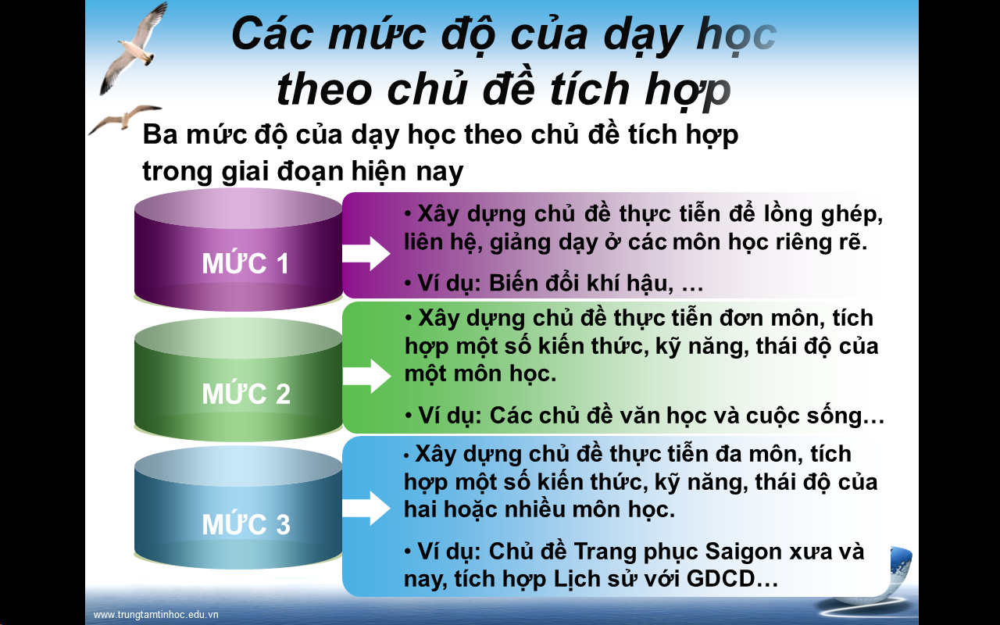 Các mức độ của dạy học
theo chủ đề tích hợp
Ba mức độ của dạy học theo chủ đề tích hợp
trong giai đoạn hiện nay
MỨC 1
• Xây dựng chủ đề thực tiễn để lồng ghép,
liên hệ, giảng dạy ở các môn học riêng rẽ.
• Ví dụ: Biến đổi khí hậu, …
MỨC 2
• Xây dựng chủ đề thực tiễn đơn môn, tích
hợp một số kiến thức, kỹ năng, thái độ của
một môn học.
• Ví dụ: Các chủ đề văn học và cuộc sống…
MỨC 3
• Xây dựng chủ đề thực tiễn đa môn, tích
hợp một số kiến thức, kỹ năng, thái độ của
hai hoặc nhiều môn học.
• Ví dụ: Chủ đề Trang phục Saigon xưa và
nay, tích hợp Lịch sử với GDCD…
www.trungtamtinhoc.edu.vn